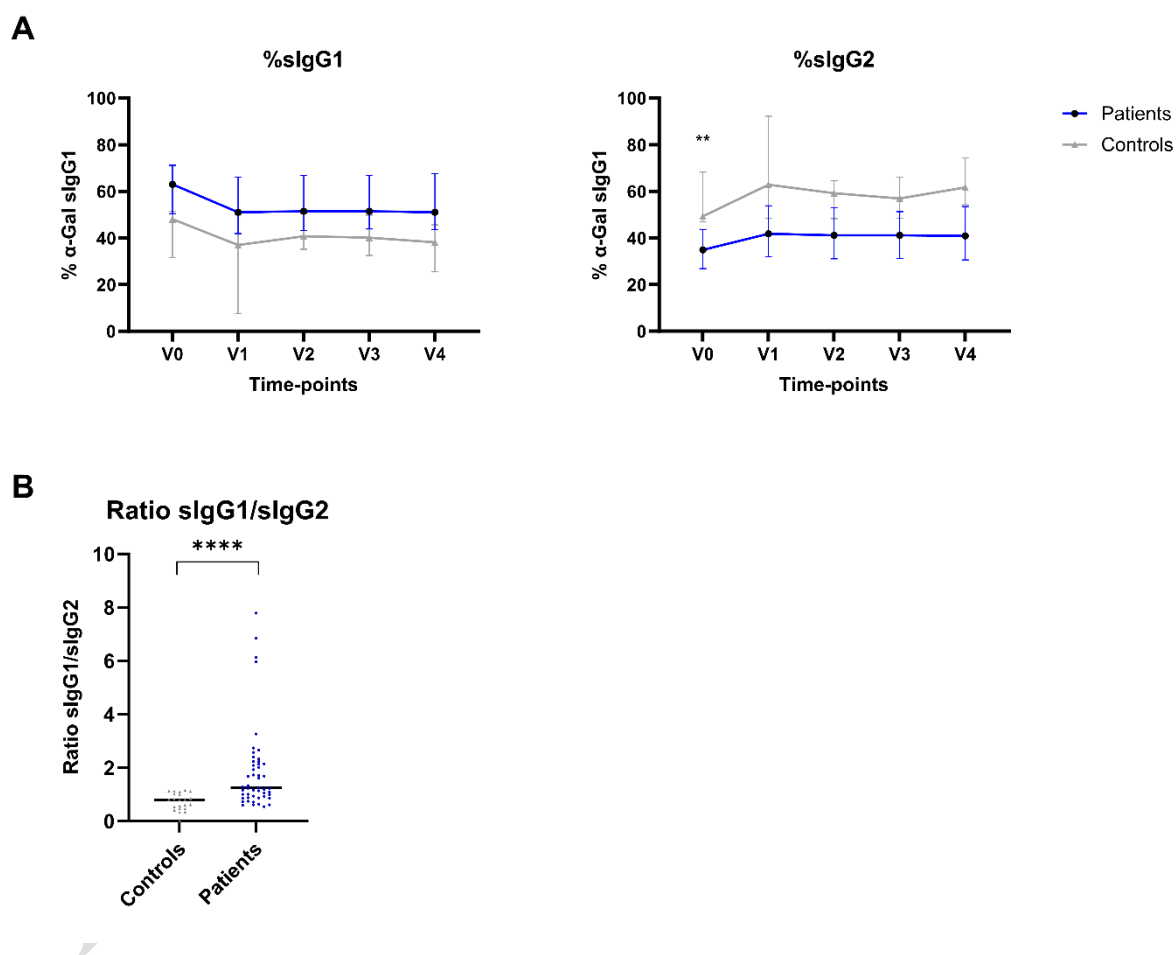 A
%sIgG1
100
80
60
40
20
0
% α-Gal sIgG1
V0 V1 V2 V3 V4
Time-points
%sIgG2
100
80
60
40
20
0
% α-Gal sIgG1
**
V0 V1 V2 V3 V4
Time-points
Patients
Controls
B
Ratio sIgG1/sIgG2
****
10
8
6
4
2
0
Ratio sIgG1/sIgG2
Controls
Patients